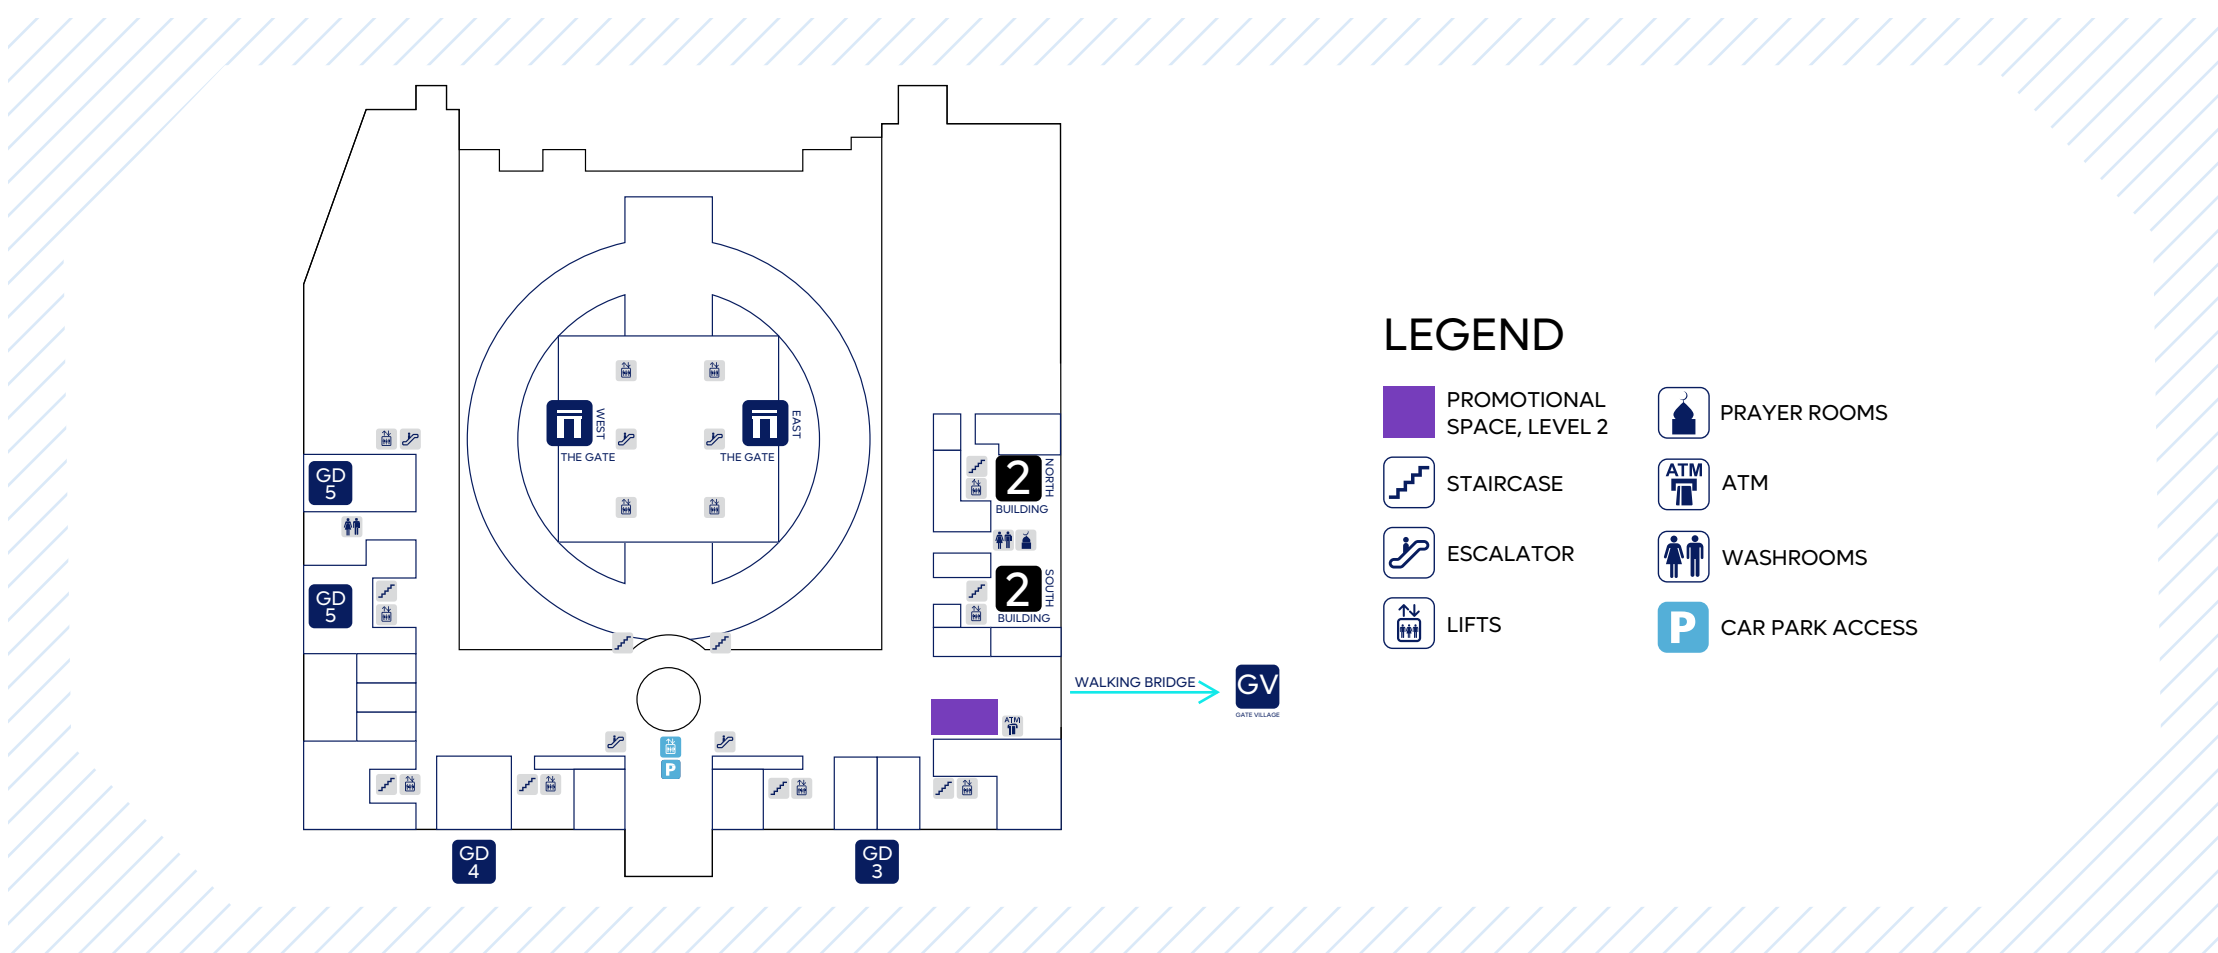 WEST
THE GATE
EAST
THE GATE
GD
5
GD
5
2
NORTH
BUILDING
2
SOUTH
BUILDING
WALKING BRIDGE
GV
GATE VILLAGE
ATM
P
GD
4
GD
3
LEGEND
PROMOTIONAL
SPACE, LEVEL 2
STAIRCASE
ESCALATOR
LIFTS
PRAYER ROOMS
ATM
ATM
WASHROOMS
P
CAR PARK ACCESS